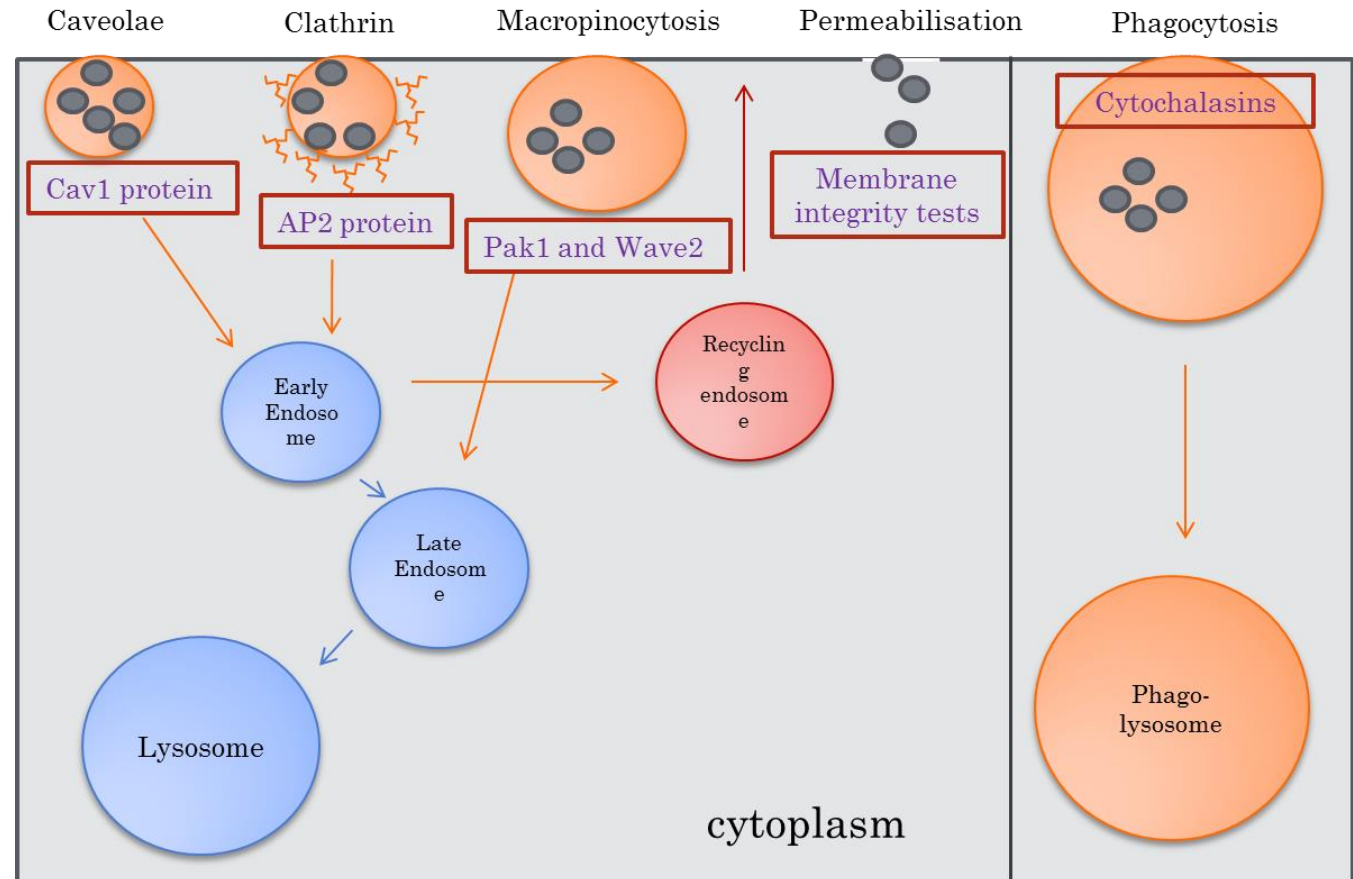 Caveolae
Clathrin
Macropinocytosis
Permeabilisation
Phagocytosis
Cav1 protein
AP2 protein
Pak1 and Wave2
Membrane
integrity tests
Cytochalasins
Early
Endoso
me
Recyclin
g
endosom
e
Late
Endosom
e
Lysosome
Phago-
lysosome
cytoplasm